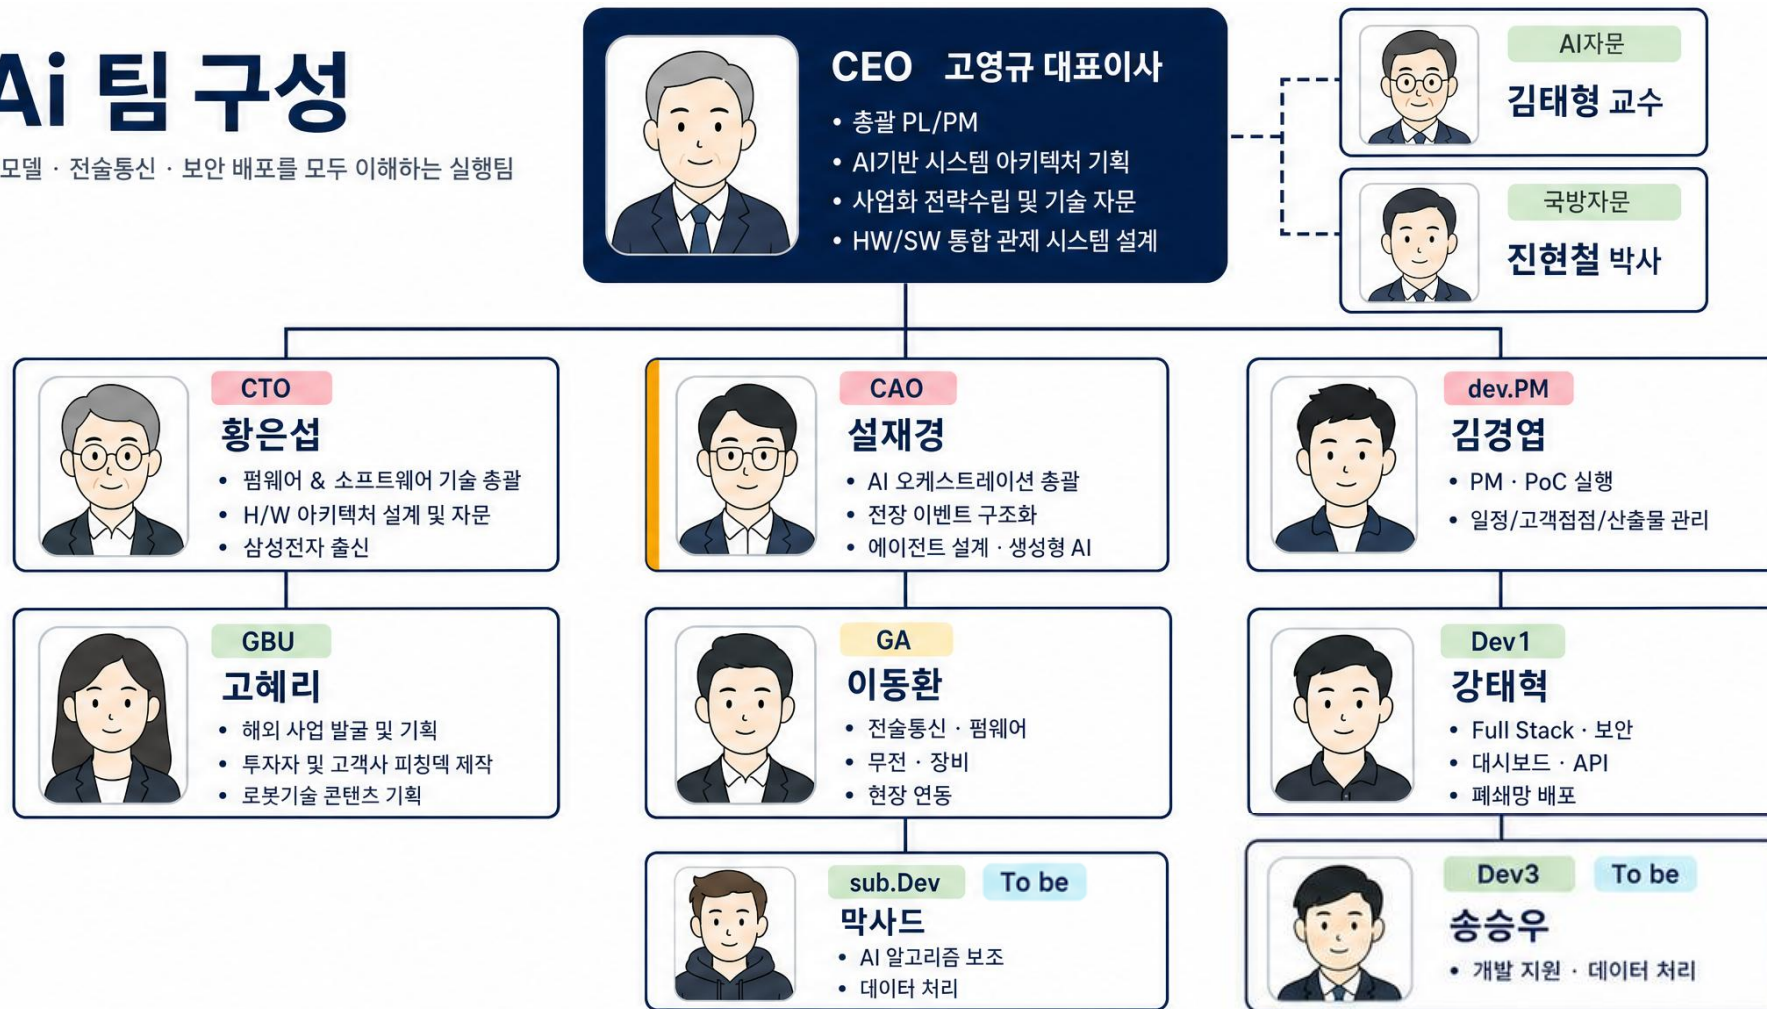 Ai 팀 구성
모델 · 전술통신 · 보안 배포를 모두 이해하는 실행팀
CEO 고영규 대표이사
• 총괄 PL/PM
• AI기반 시스템 아키텍처 기획
• 사업화 전략수립 및 기술 자문
• HW/SW 통합 관제 시스템 설계
AI자문
김태형 교수
국방자문
진현철 박사
CTO
황은섭
• 펌웨어 & 소프트웨어 기술 총괄
• H/W 아키텍처 설계 및 자문
• 삼성전자 출신
CAO
설재경
• AI 오케스트레이션 총괄
• 전장 이벤트 구조화
• 에이전트 설계 · 생성형 AI
dev.PM
김경엽
• PM · PoC 실행
• 일정/고객접점/산출물 관리
GBU
고혜리
• 해외 사업 발굴 및 기획
• 투자자 및 고객사 피칭덱 제작
• 로봇기술 콘텐츠 기획
GA
이동환
• 전술통신 · 펌웨어
• 무전 · 장비
• 현장 연동
Dev1
강태혁
• Full Stack · 보안
• 대시보드 · API
• 폐쇄망 배포
sub.Dev To be
막사드
• AI 알고리즘 보조
• 데이터 처리
Dev3 To be
송승우
• 개발 지원 · 데이터 처리